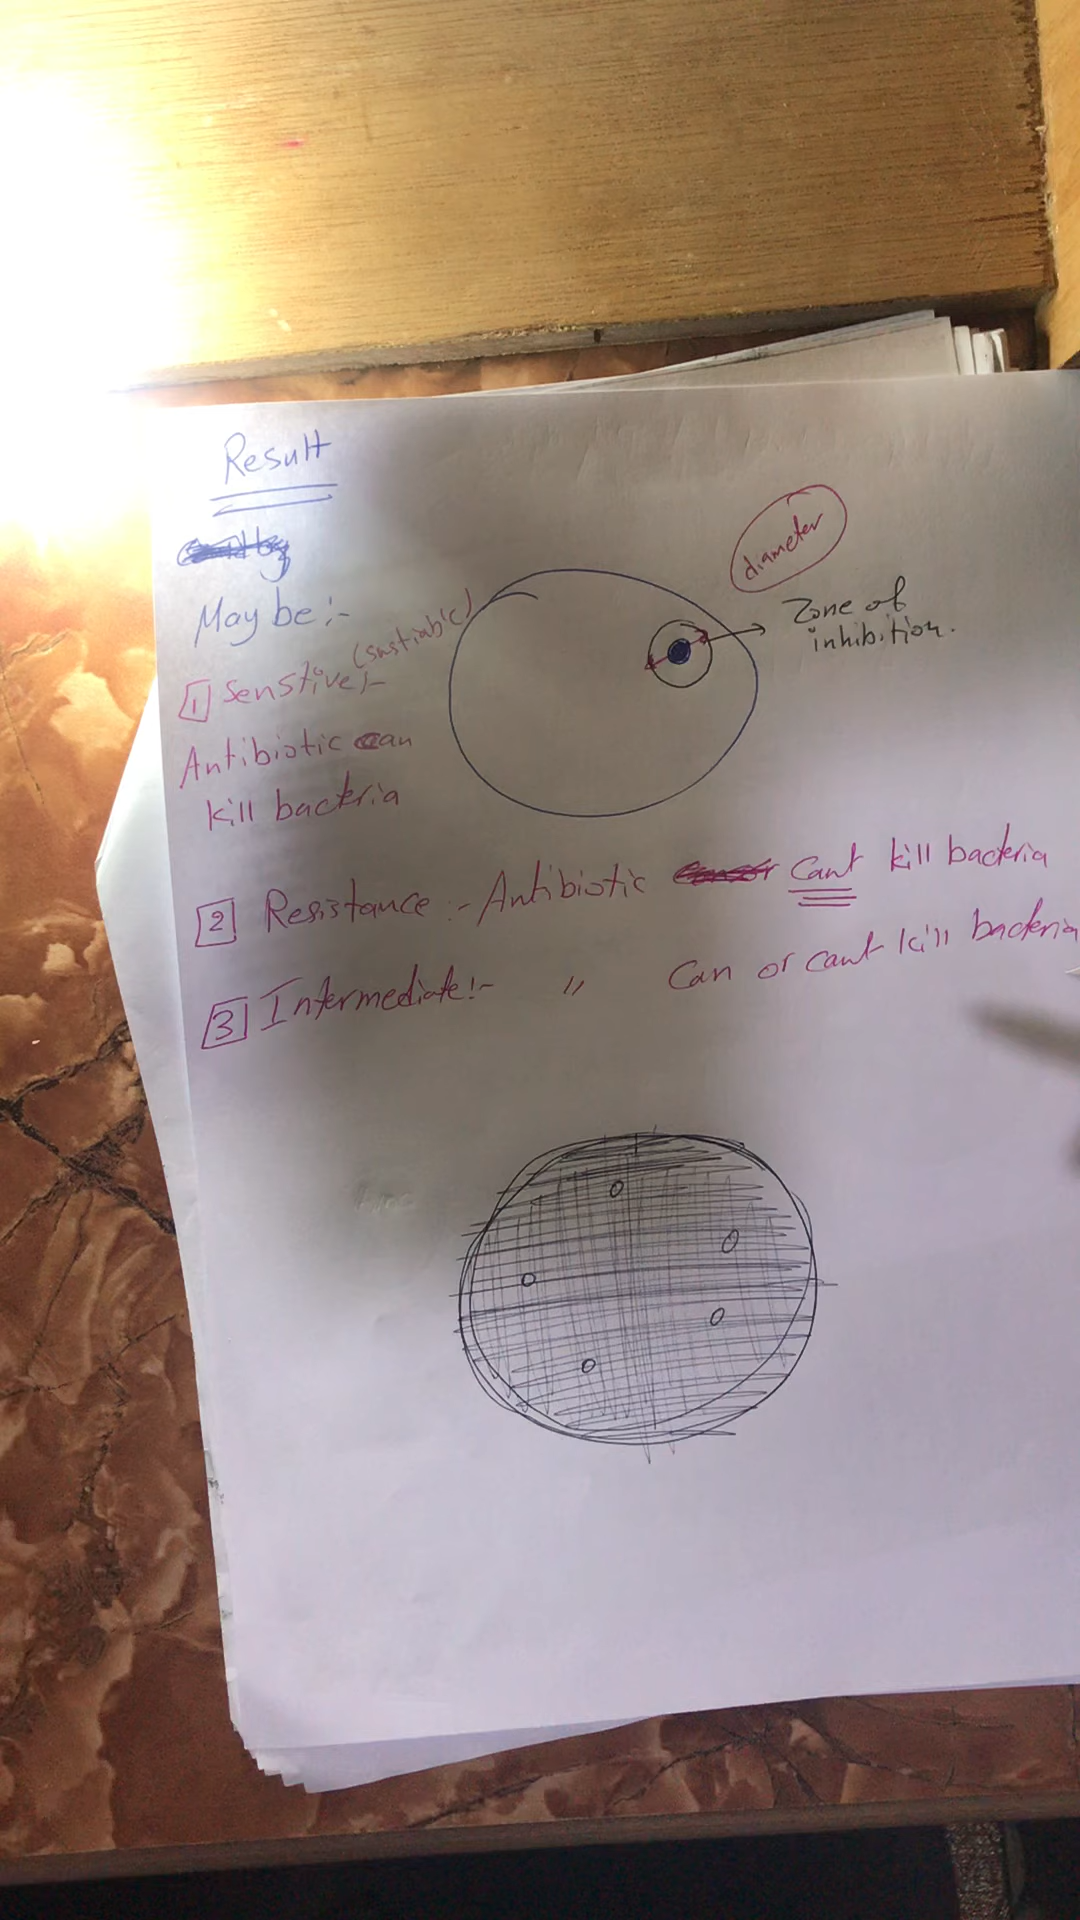 Result
May be:-
diameter
Zone of
inhibition.
(sustiable)
1 Senstive:-
Antibiotic can
kill bacteria
2 Resistance:- Antibiotic cant kill bacteria
3 Intermediate:- " Can or cant kill bacteria